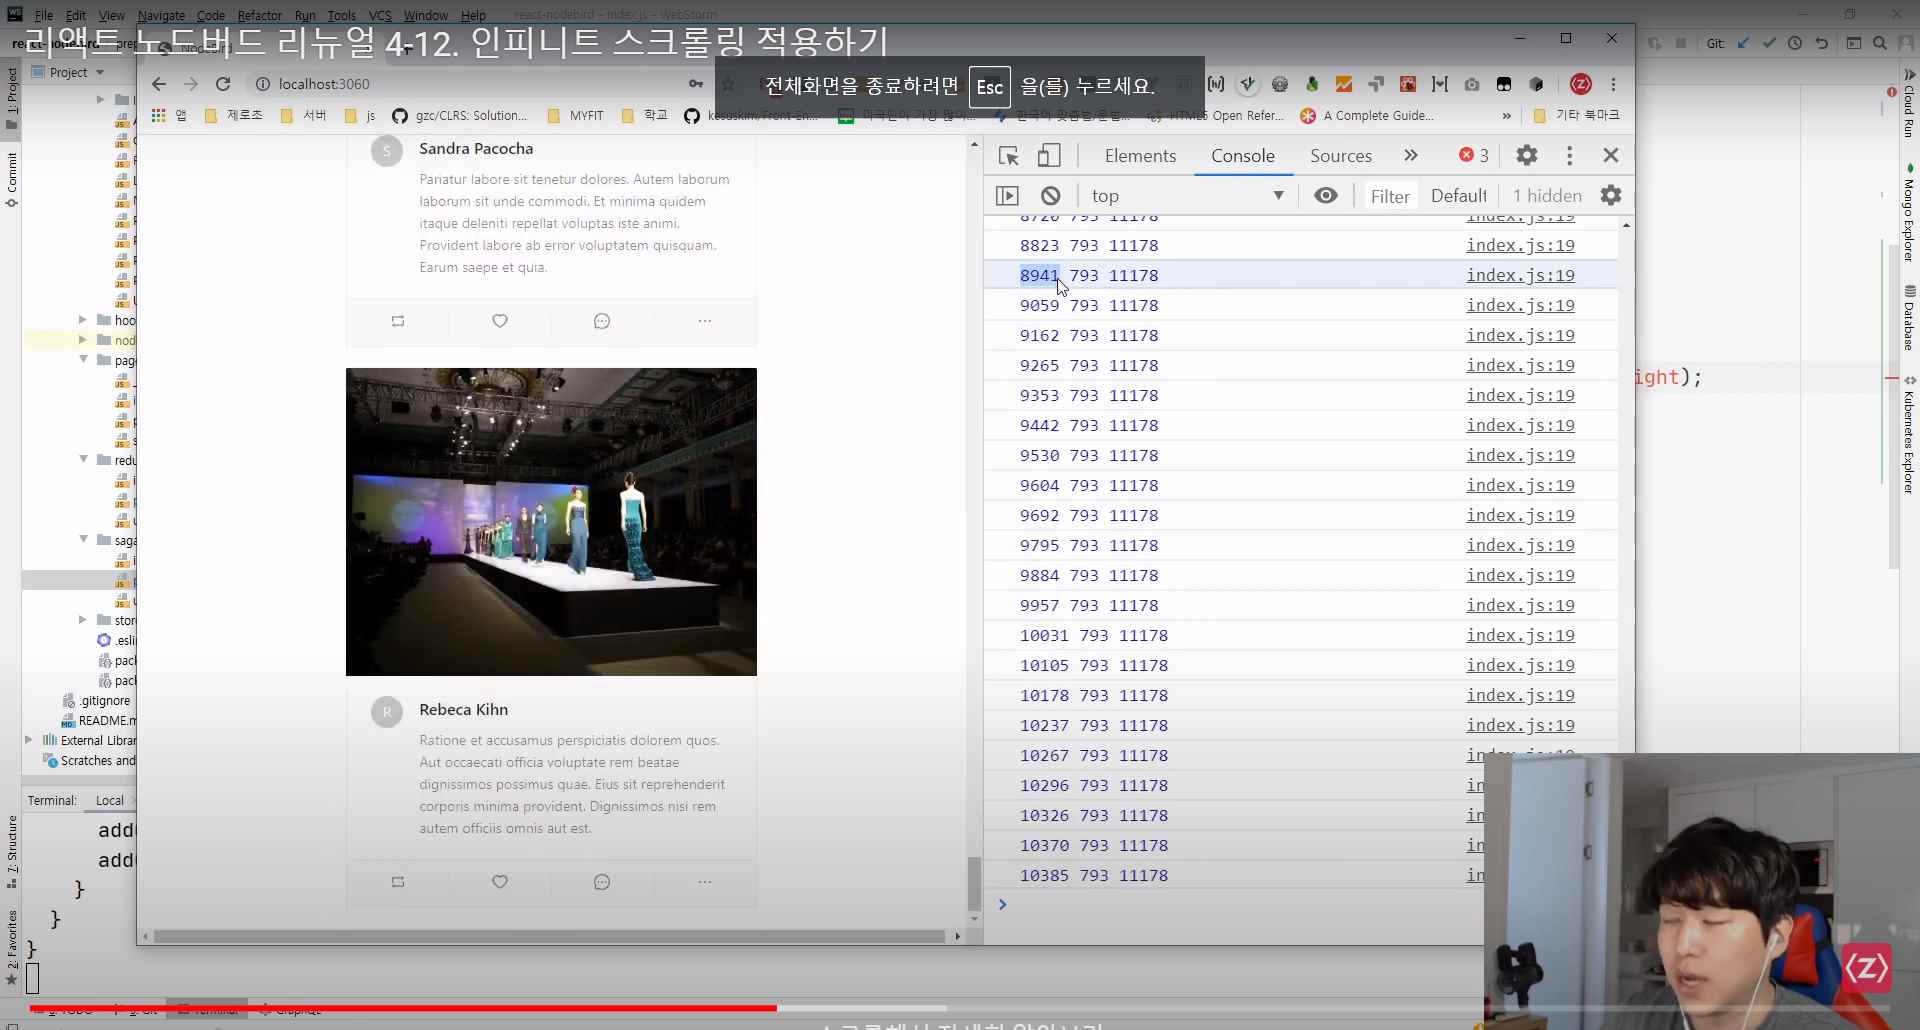 File Edit View Navigate Code Refactor Run Tools VCS Window Help react-nodebird – index.js – WebStorm
리액트 노드버드 리뉴얼 4-12. 인피니트 스크롤링 적용하기
Git:
전체화면을 종료하려면 Esc 을(를) 누르세요.
localhost:3060
앱 제로초 서버 js gzc/CLRS: Solution... MYFIT 학교 HTML5 Open Refer... A Complete Guide... » 기타 북마크
1: Project
Project
Commit
Cloud Run
Mongo Explorer
Database
Kubernetes Explorer
hoo
nod
pag
redu
saga
stor
.esli
pack
pack
.gitignore
README.m
External Librar
Scratches and
S
Sandra Pacocha
Pariatur labore sit tenetur dolores. Autem laborum
laborum sit unde commodi. Et minima quidem
itaque deleniti repellat voluptas iste animi.
Provident labore ab error voluptatem quisquam.
Earum saepe et quia.
R
Rebeca Kihn
Ratione et accusamus perspiciatis dolorem quos.
Aut occaecati officia voluptate rem beatae
dignissimos possimus quae. Eius sit reprehenderit
corporis minima provident. Dignissimos nisi rem
autem officiis omnis aut est.
Elements Console Sources » 3
top Filter Default 1 hidden
8720 793 11178 index.js:19
8823 793 11178 index.js:19
8941 793 11178 index.js:19
9059 793 11178 index.js:19
9162 793 11178 index.js:19
9265 793 11178 index.js:19
9353 793 11178 index.js:19
9442 793 11178 index.js:19
9530 793 11178 index.js:19
9604 793 11178 index.js:19
9692 793 11178 index.js:19
9795 793 11178 index.js:19
9884 793 11178 index.js:19
9957 793 11178 index.js:19
10031 793 11178 index.js:19
10105 793 11178 index.js:19
10178 793 11178 index.js:19
10237 793 11178 index.js:19
10267 793 11178
10296 793 11178 in
10326 793 11178 in
10370 793 11178 in
10385 793 11178 in
>
ight);
Terminal: Local
add
add
}
}
}
7: Structure
2: Favorites
Terminal
⟨Z⟩